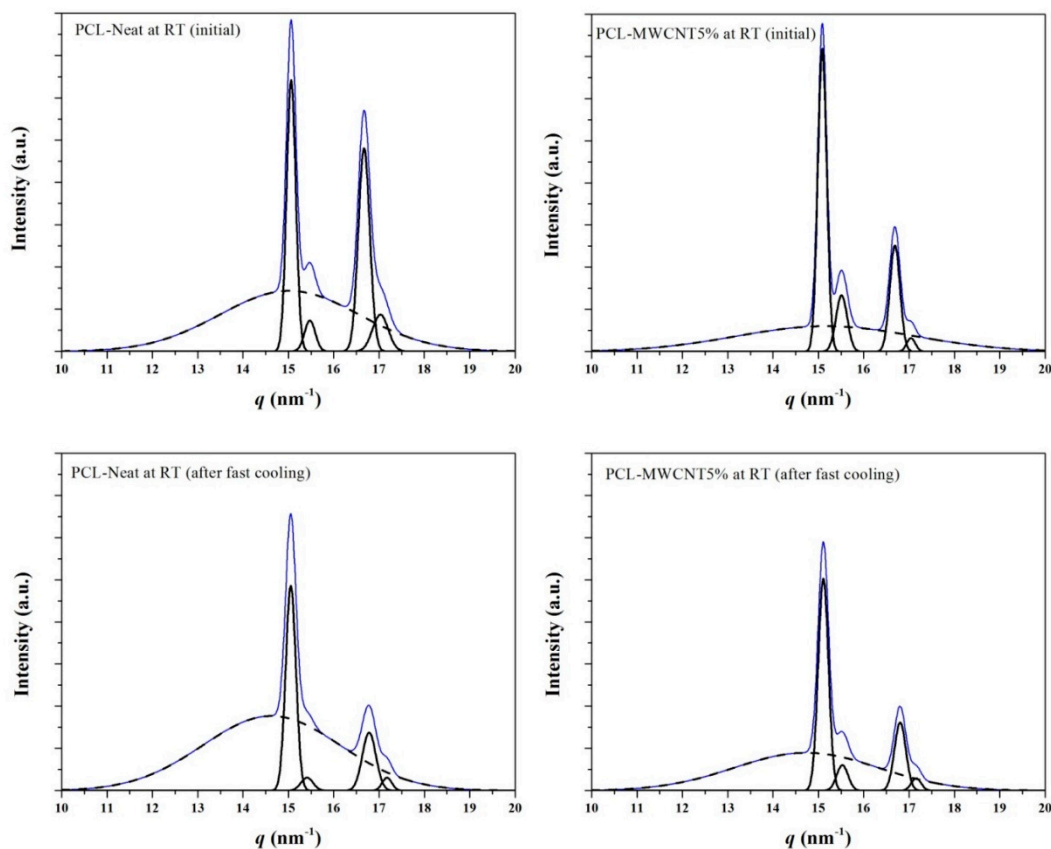 PCL-Neat at RT (initial)
Intensity (a.u.)
10 11 12 13 14 15 16 17 18 19 20
q (nm⁻¹)
PCL-MWCNT5% at RT (initial)
Intensity (a.u.)
10 11 12 13 14 15 16 17 18 19 20
q (nm⁻¹)
PCL-Neat at RT (after fast cooling)
Intensity (a.u.)
10 11 12 13 14 15 16 17 18 19 20
q (nm⁻¹)
PCL-MWCNT5% at RT (after fast cooling)
Intensity (a.u.)
10 11 12 13 14 15 16 17 18 19 20
q (nm⁻¹)